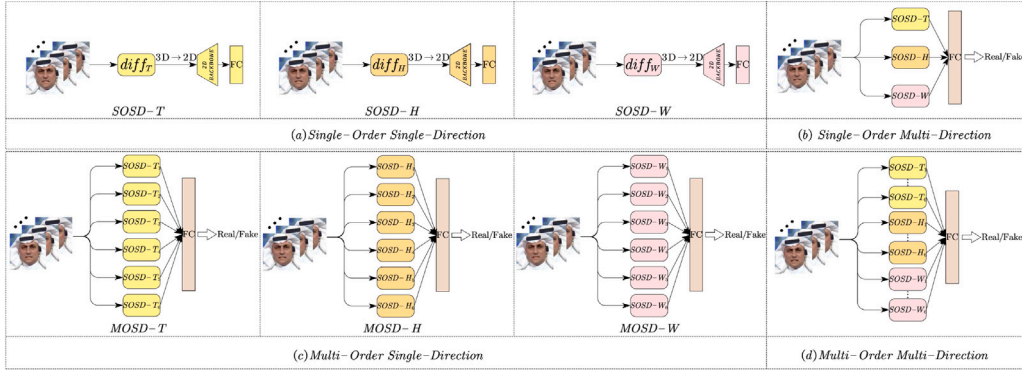 diff_T 3D→2D 2D BACKBONE FC
SOSD-T
diff_H 3D→2D 2D BACKBONE FC
SOSD-H
diff_W 3D→2D 2D BACKBONE FC
SOSD-W
(a) Single-Order Single-Direction
SOSD-T
SOSD-H
SOSD-W
FC
Real/Fake
(b) Single-Order Multi-Direction
SOSD-T
SOSD-T
SOSD-T
SOSD-T
SOSD-T
SOSD-T
FC
Real/Fake
MOSD-T
SOSD-H
SOSD-H
SOSD-H
SOSD-H
SOSD-H
SOSD-H
FC
Real/Fake
MOSD-H
SOSD-W
SOSD-W
SOSD-W
SOSD-W
SOSD-W
SOSD-W
FC
Real/Fake
MOSD-W
(c) Multi-Order Single-Direction
SOSD-T
SOSD-T
SOSD-H
SOSD-H
SOSD-W
SOSD-W
FC
Real/Fake
(d) Multi-Order Multi-Direction